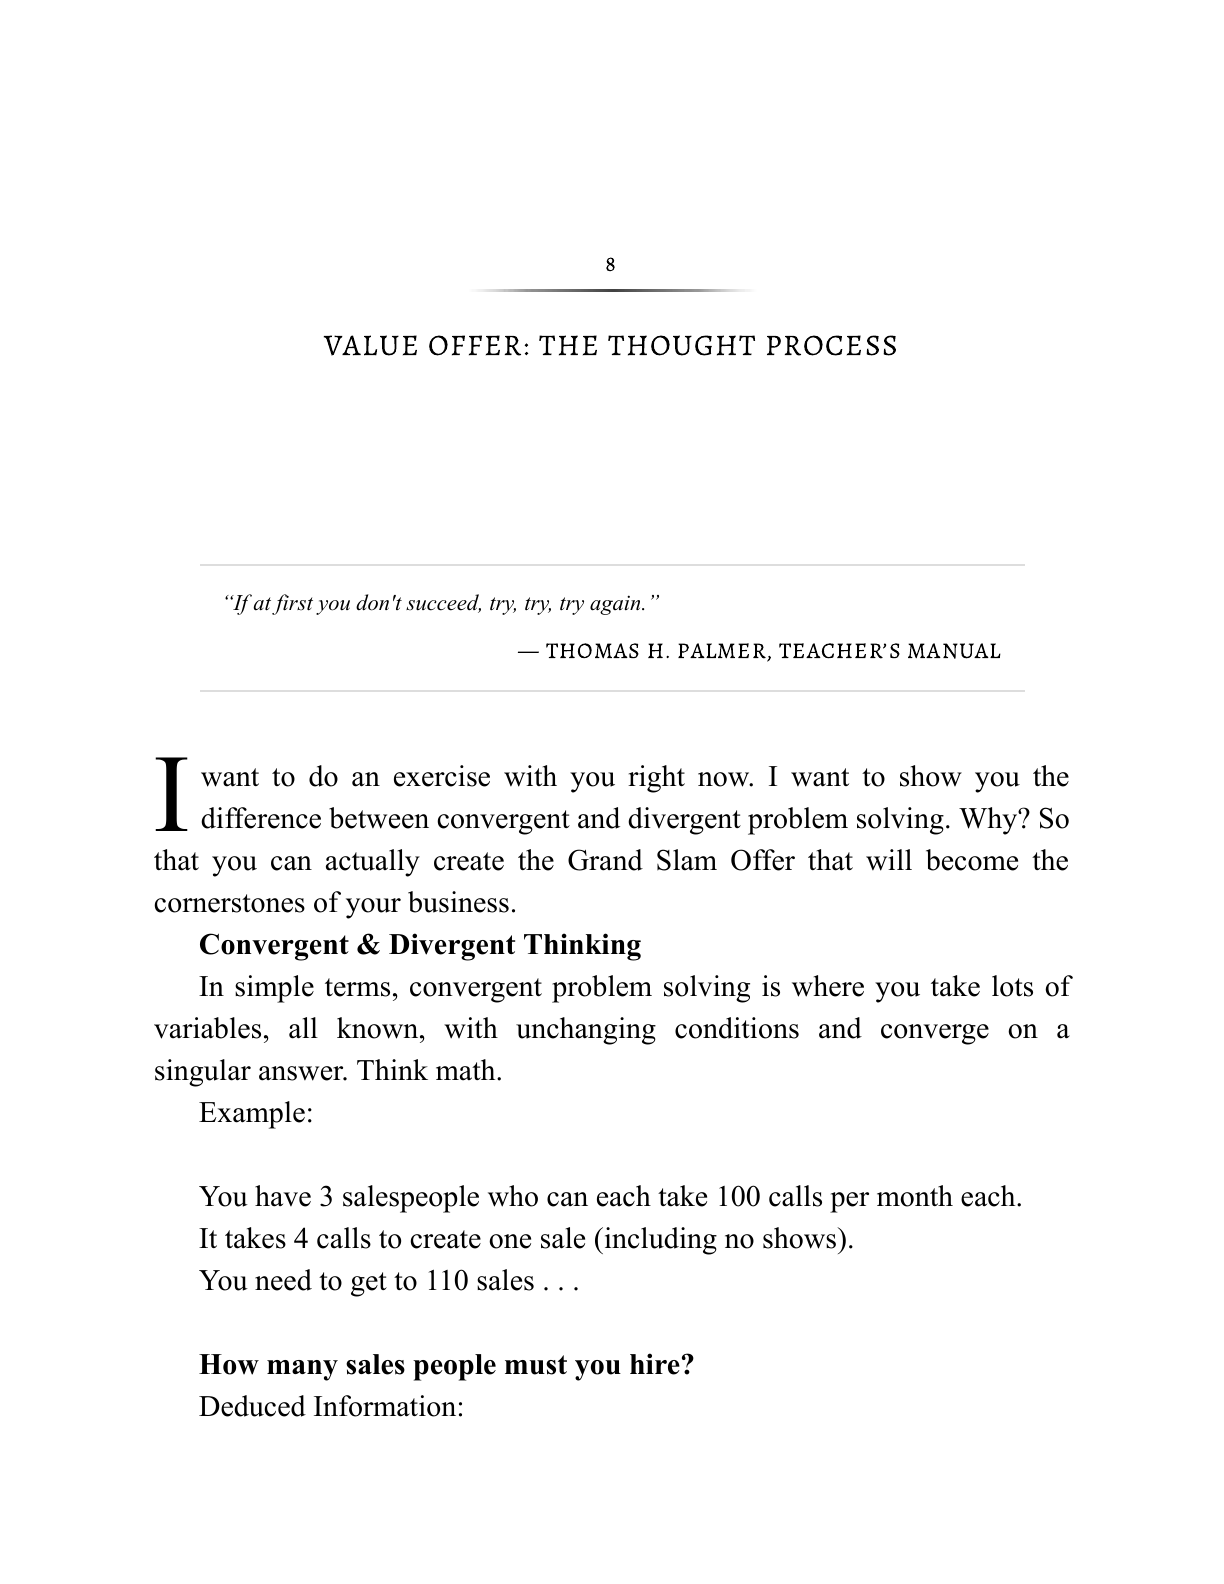 8
VALUE OFFER: THE THOUGHT PROCESS
“If at first you don't succeed, try, try, try again.”
— THOMAS H. PALMER, TEACHER’S MANUAL
I want to do an exercise with you right now. I want to show you the
difference between convergent and divergent problem solving. Why? So
that you can actually create the Grand Slam Offer that will become the
cornerstones of your business.
Convergent & Divergent Thinking
In simple terms, convergent problem solving is where you take lots of
variables, all known, with unchanging conditions and converge on a
singular answer. Think math.
Example:
You have 3 salespeople who can each take 100 calls per month each.
It takes 4 calls to create one sale (including no shows).
You need to get to 110 sales . . .
How many sales people must you hire?
Deduced Information: